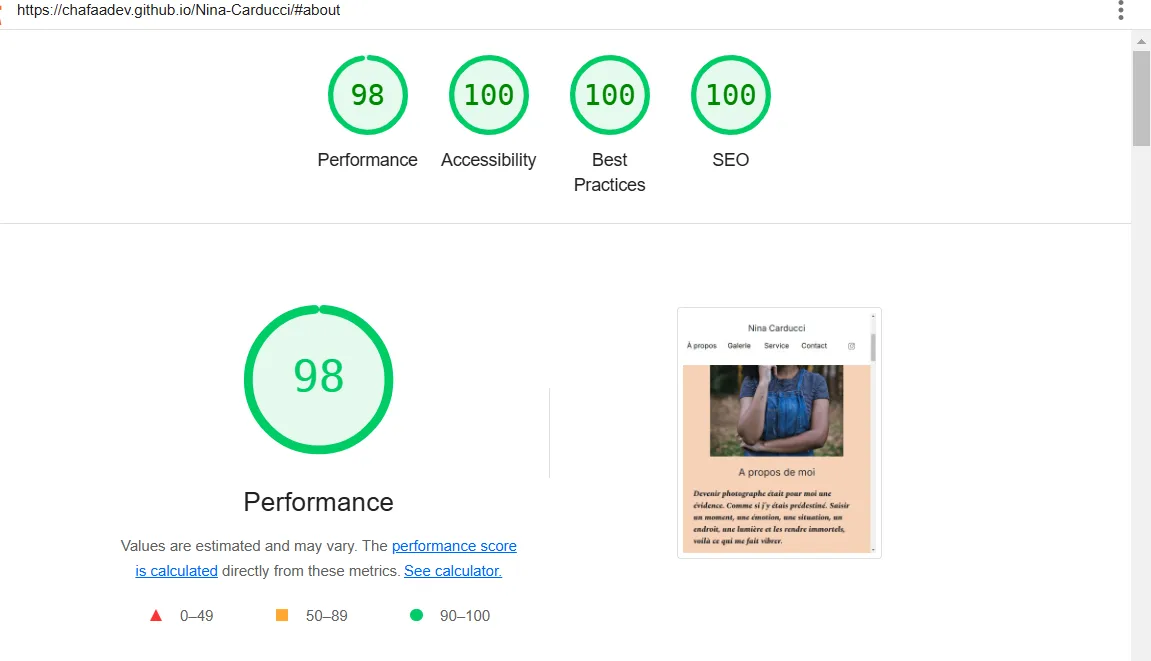 https://chafaadev.github.io/Nina-Carducci/#about
98
100
100
100
Performance
Accessibility
Best
Practices
SEO
98
Performance
Values are estimated and may vary. The performance score
is calculated directly from these metrics. See calculator.
0–49
50–89
90–100
Nina Carducci
À propos Galerie Service Contact
A propos de moi
Devenir photographe était pour moi une
évidence. Comme si j'y étais prédestiné. Saisir
un moment, une émotion, une situation, un
endroit, une lumière et les rendre immortels,
voilà ce qui me fait vibrer.